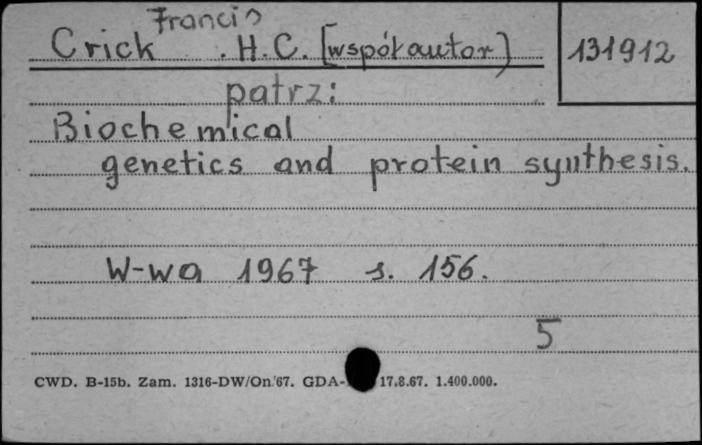 Francis
Crick . H. C. [współautor) 131912
patrz:
Biochemical
genetics and protein synthesis.
W-wa 1967 s. 156.
5
CWD. B-15b. Zam. 1316-DW/On.'67. GDA- 17.8.67. 1.400.000.